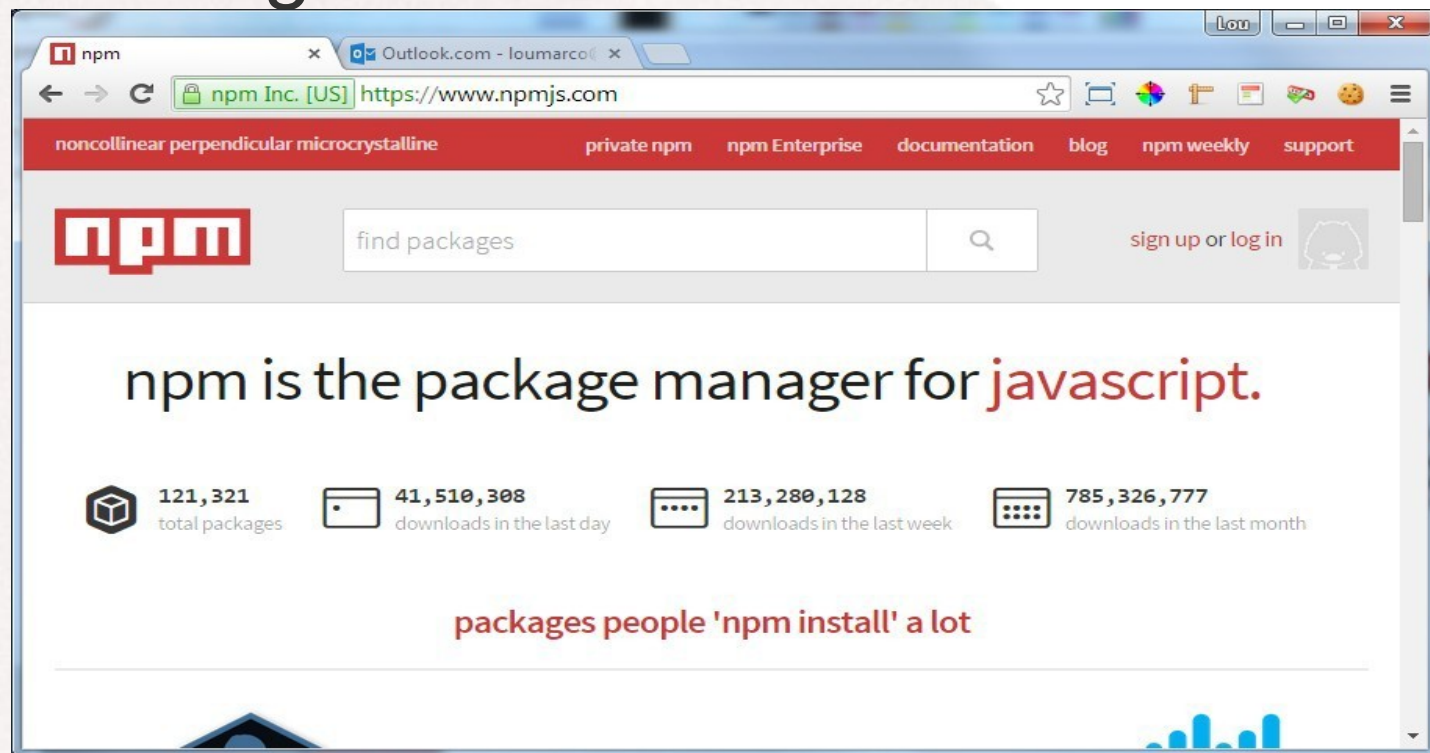 Lou
npm
Outlook.com - loumarco
npm Inc. [US] https://www.npmjs.com
noncollinear perpendicular microcrystalline private npm npm Enterprise documentation blog npm weekly support
npm find packages sign up or log in
npm is the package manager for javascript.
121,321 41,510,308 213,280,128 785,326,777
total packages downloads in the last day downloads in the last week downloads in the last month
packages people 'npm install' a lot